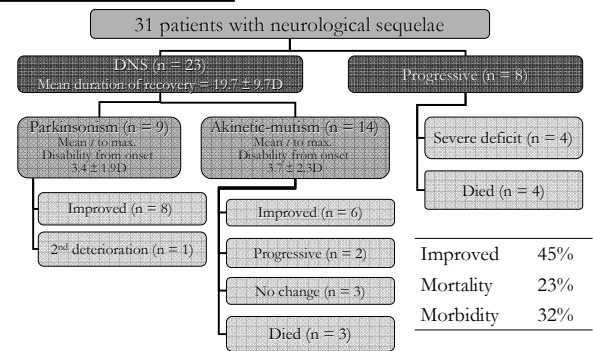 31 patients with neurological sequelae
DNS (n = 23)
Mean duration of recovery = 19.7 ± 9.7D
Progressive (n = 8)
Parkinsonism (n = 9)
Mean t to max.
Disability from onset
3.4 ± 1.9D
Akinetic-mutism (n = 14)
Mean t to max.
Disability from onset
3.7 ± 2.3D
Severe deficit (n = 4)
Died (n = 4)
Improved (n = 8)
2nd deterioration (n = 1)
Improved (n = 6)
Progressive (n = 2)
No change (n = 3)
Died (n = 3)
Improved 45%
Mortality 23%
Morbidity 32%